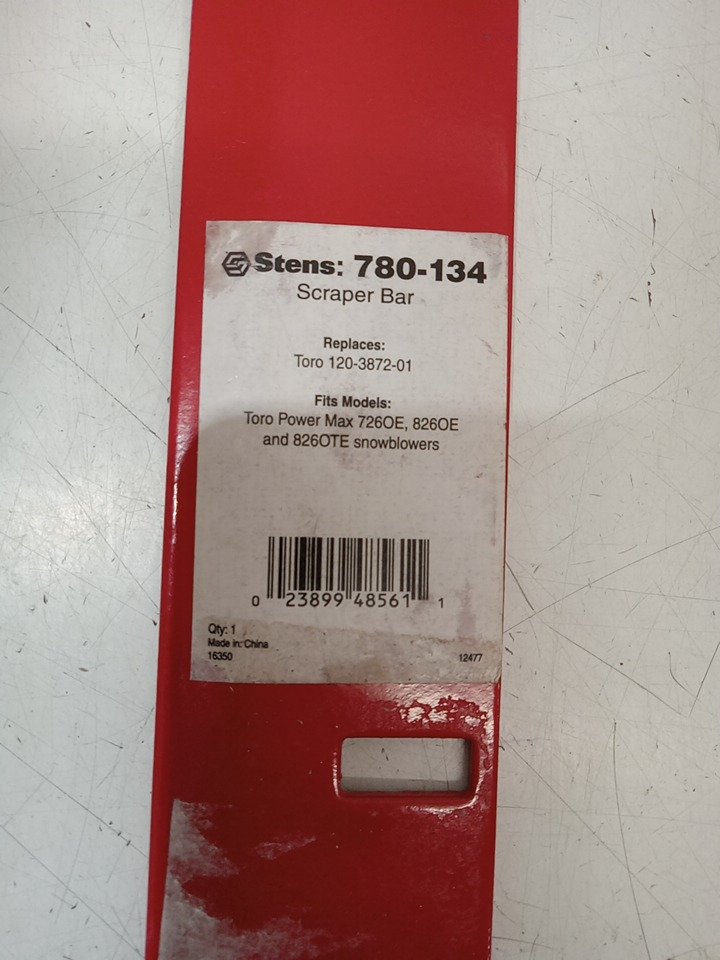 Stens: 780-134
Scraper Bar
Replaces:
Toro 120-3872-01
Fits Models:
Toro Power Max 726OE, 826OE
and 826OTE snowblowers
0 23899 48561 1
Qty: 1
Made in: China
16350 12477